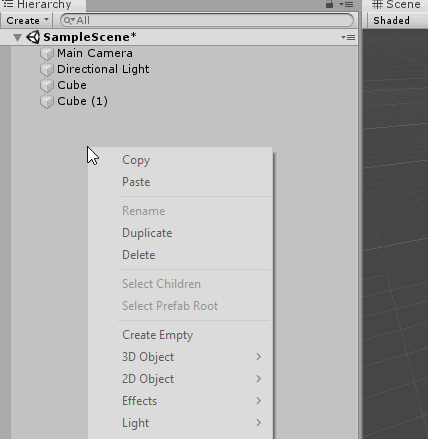 Hierarchy
Scene
Create
All
Shaded
SampleScene*
Main Camera
Directional Light
Cube
Cube (1)
Copy
Paste
Rename
Duplicate
Delete
Select Children
Select Prefab Root
Create Empty
3D Object
2D Object
Effects
Light